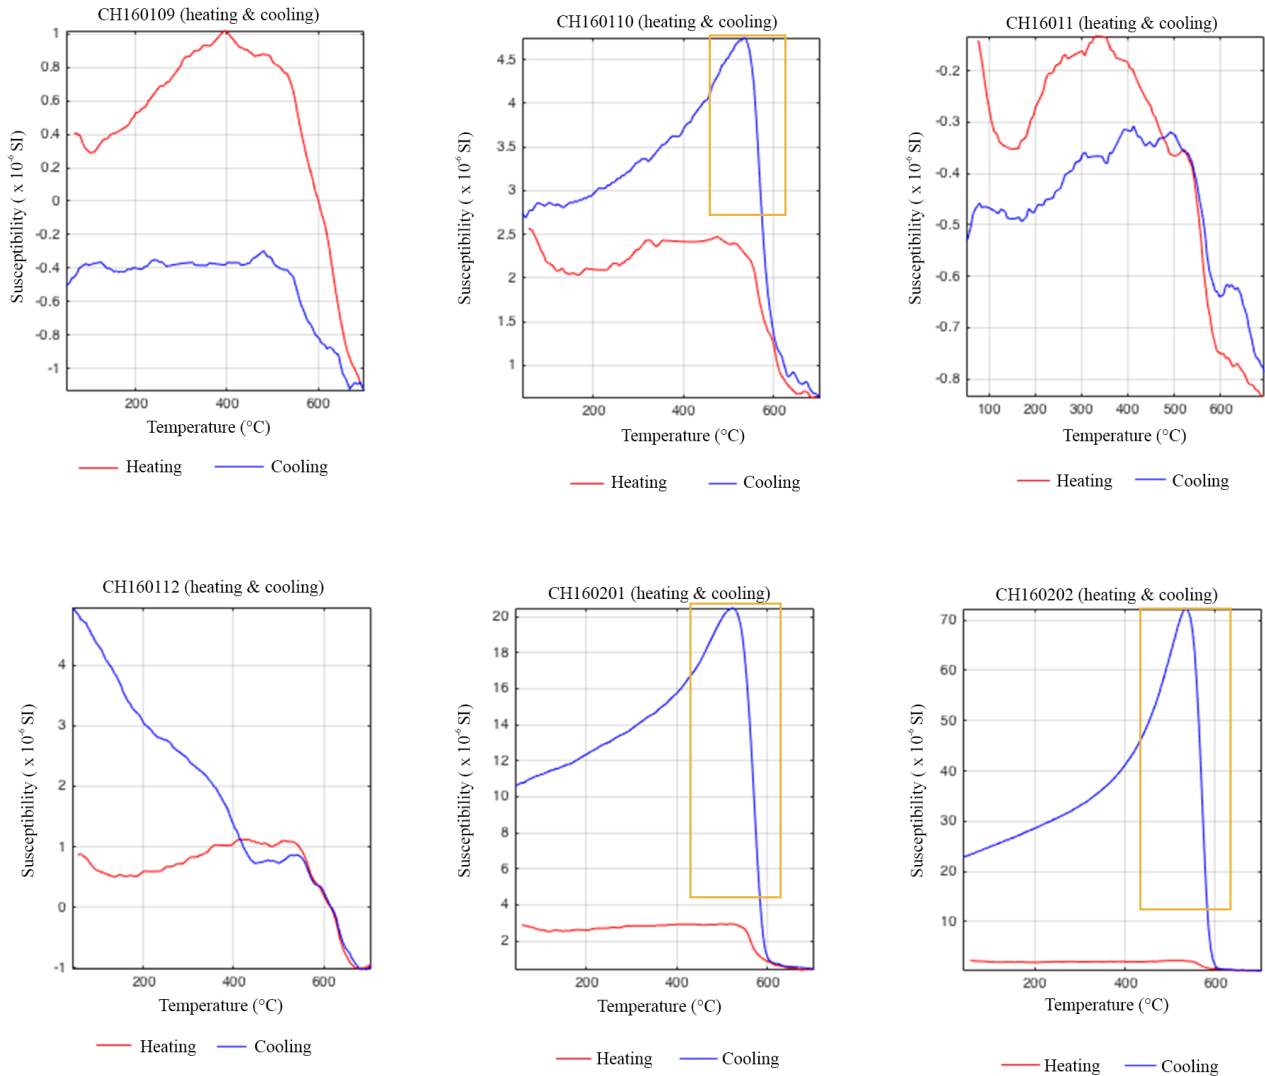 CH160109 (heating & cooling)
1
0.8
0.6
0.4
0.2
0
-0.2
-0.4
-0.6
-0.8
-1
200
600
Susceptibility ( x 10⁻⁶ SI)
Temperature (°C)
Heating
Cooling
CH160110 (heating & cooling)
4.5
4
3.5
3
2.5
2
1.5
1
200
400
600
Susceptibility ( x 10⁻⁶ SI)
Temperature (°C)
Heating
Cooling
CH16011 (heating & cooling)
-0.2
-0.3
-0.4
-0.5
-0.6
-0.7
-0.8
100
200
300
400
500
600
Susceptibility ( x 10⁻⁶ SI)
Temperature (°C)
Heating
Cooling
CH160112 (heating & cooling)
4
3
2
1
0
-1
200
400
600
Susceptibility ( x 10⁻⁶ SI)
Temperature (°C)
Heating
Cooling
CH160201 (heating & cooling)
20
18
16
14
12
10
8
6
4
2
200
400
600
Susceptibility ( x 10⁻⁶ SI)
Temperature (°C)
Heating
Cooling
CH160202 (heating & cooling)
70
60
50
40
30
20
10
200
400
600
Susceptibility ( x 10⁻⁶ SI)
Temperature (°C)
Heating
Cooling